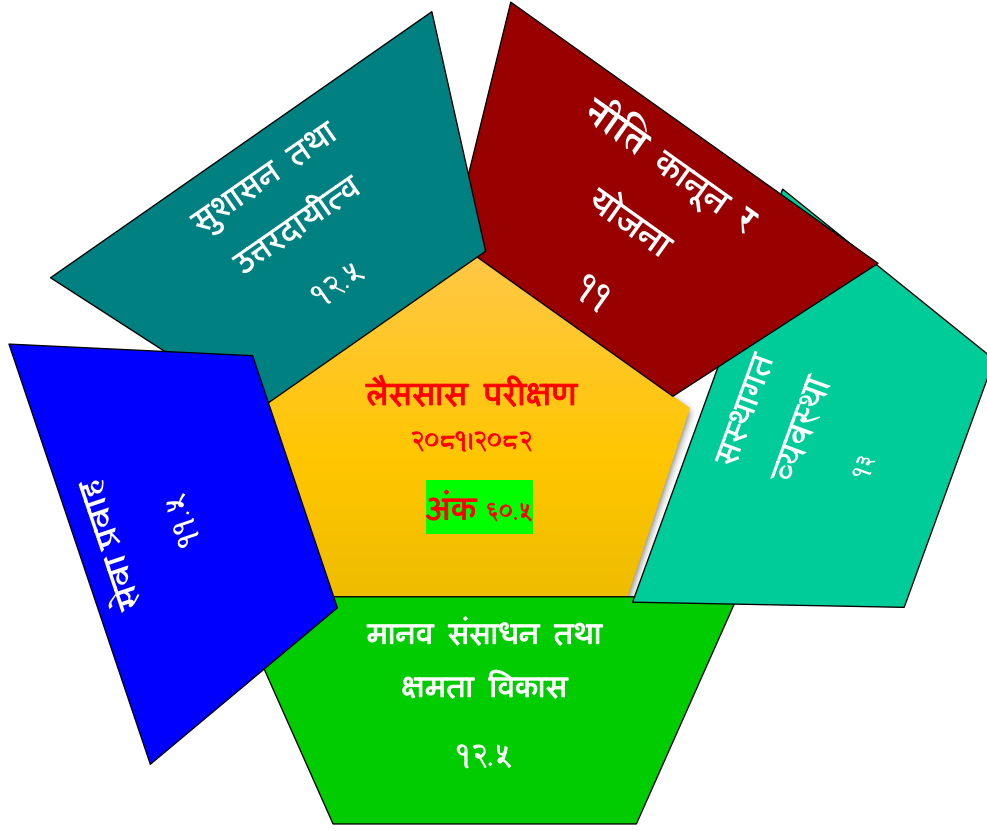 सुशासन तथा
उत्तरदायीत्व
१२.५
नीति कानून र
योजना
११
सस्थागत
व्यवस्था
१३
लैससास परीक्षण
२०८१।२०८२
अंक ६०.५
सेवा प्रवाह
११.५
मानव संसाधन तथा
क्षमता विकास
१२.५